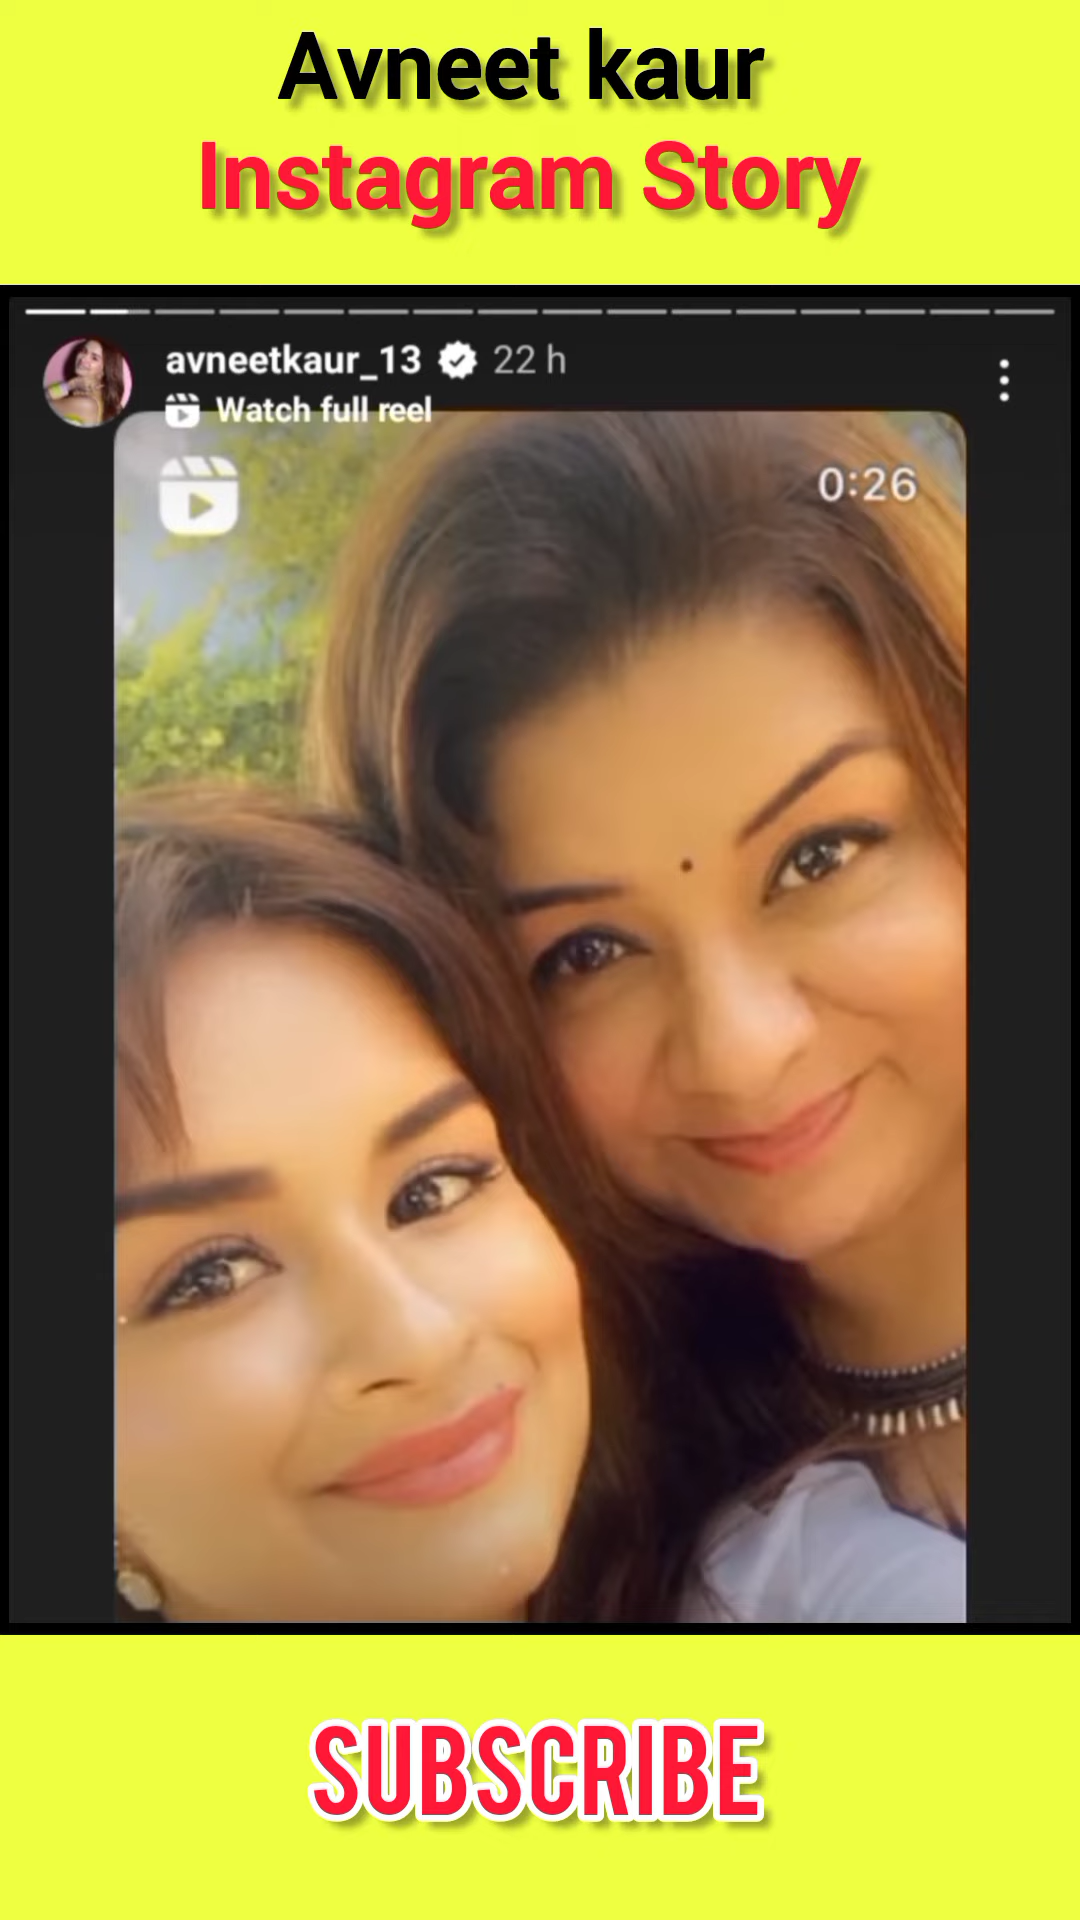 Avneet kaur
Instagram Story
avneetkaur_13 22 h
Watch full reel
0:26
SUBSCRIBE